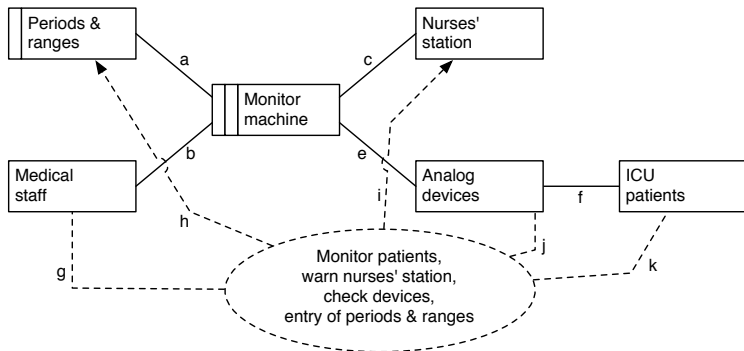 Periods &
ranges
Nurses'
station
a
c
Monitor
machine
b
e
Medical
staff
Analog
devices
ICU
patients
f
h
i
g
j
k
Monitor patients,
warn nurses' station,
check devices,
entry of periods & ranges